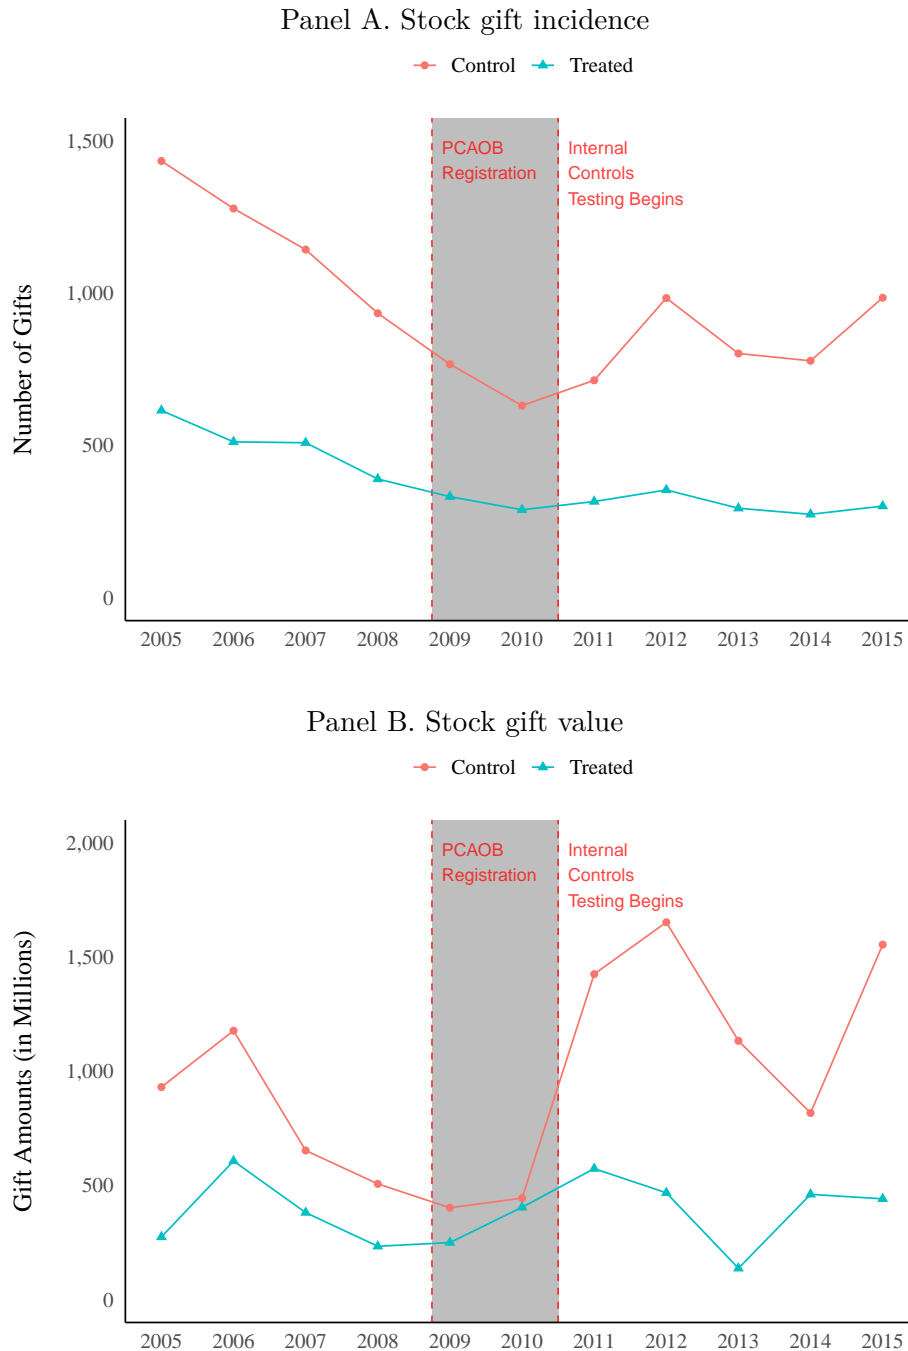 Panel A. Stock gift incidence
Control Treated
1,500
1,000
500
0
Number of Gifts
PCAOB
Registration
Internal
Controls
Testing Begins
2005 2006 2007 2008 2009 2010 2011 2012 2013 2014 2015
Panel B. Stock gift value
Control Treated
2,000
1,500
1,000
500
0
Gift Amounts (in Millions)
PCAOB
Registration
Internal
Controls
Testing Begins
2005 2006 2007 2008 2009 2010 2011 2012 2013 2014 2015